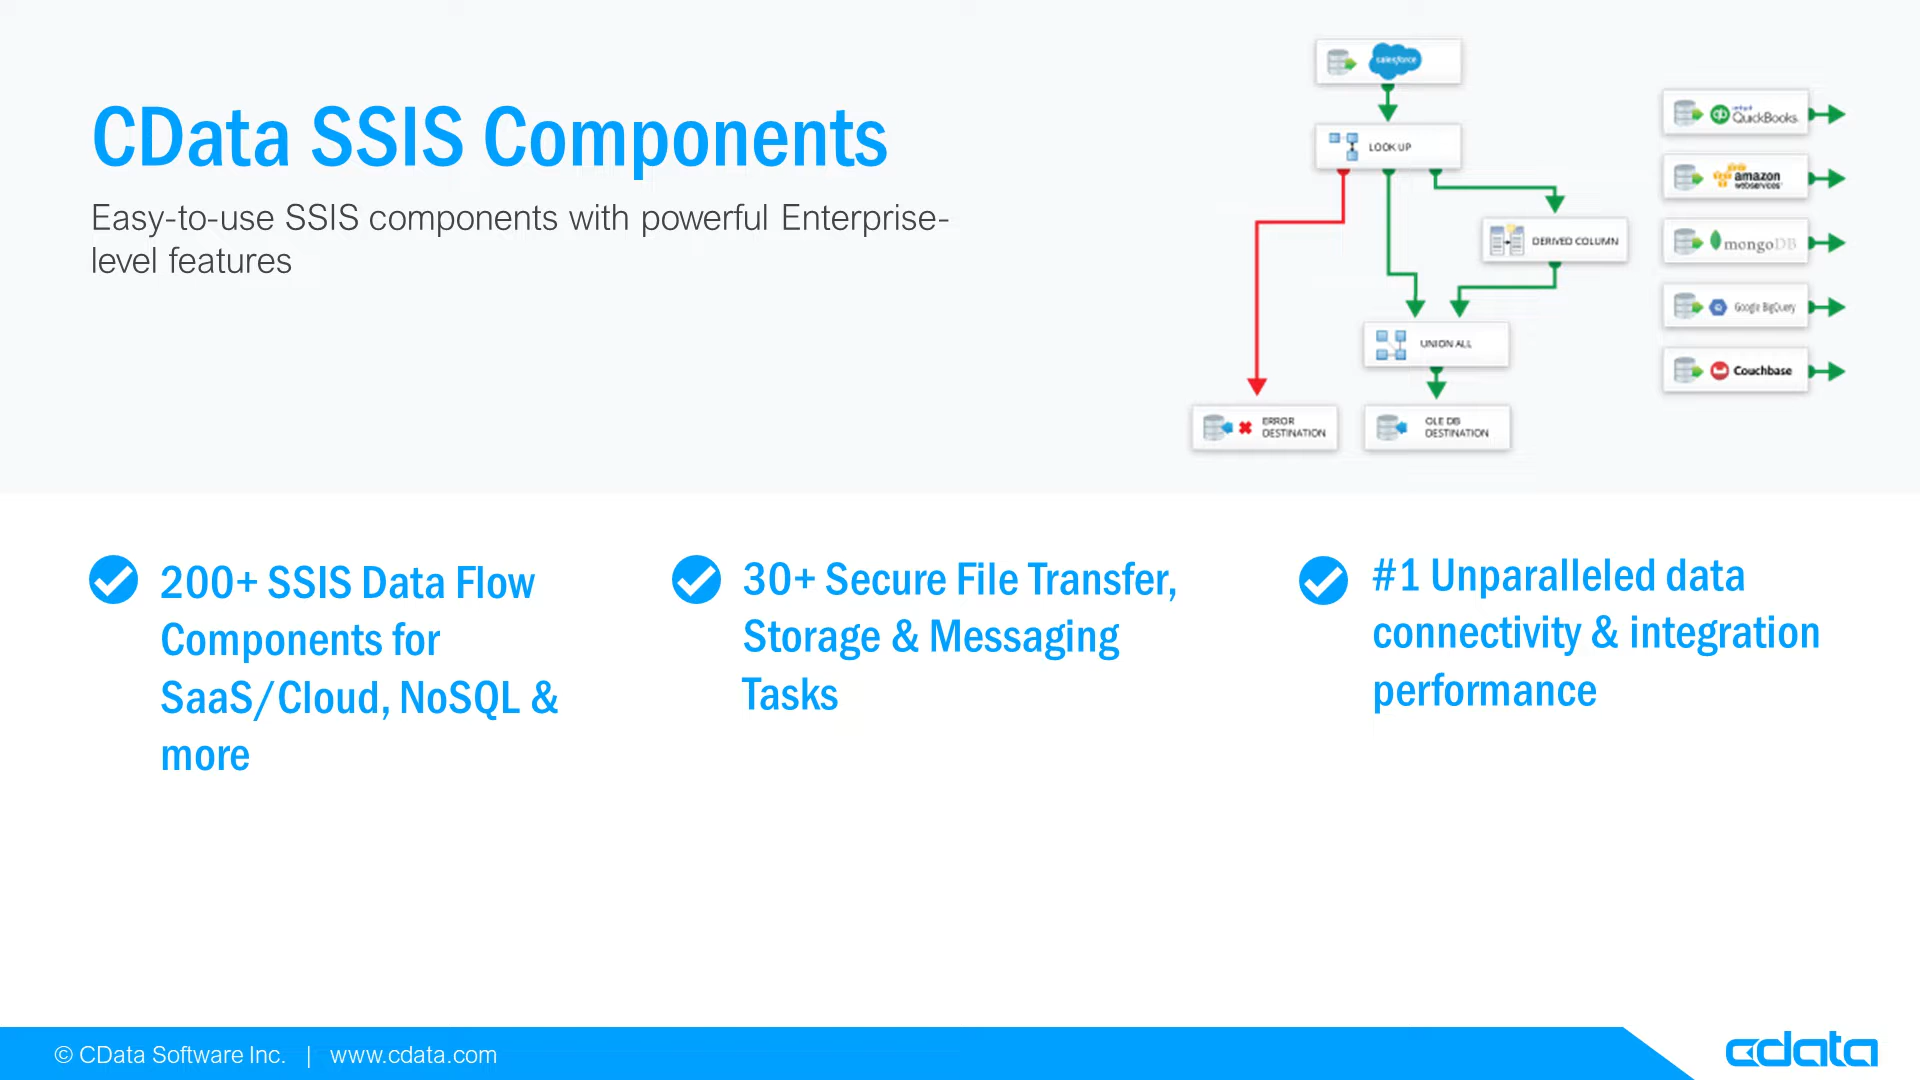 CData SSIS Components
Easy-to-use SSIS components with powerful Enterprise-
level features
salesforce
LOOK UP
DERIVED COLUMN
UNION ALL
ERROR
DESTINATION
OLE DB
DESTINATION
intuit
QuickBooks.
amazon
webservices™
mongoDB
Google BigQuery
Couchbase
200+ SSIS Data Flow
Components for
SaaS/Cloud, NoSQL &
more
30+ Secure File Transfer,
Storage & Messaging
Tasks
#1 Unparalleled data
connectivity & integration
performance
© CData Software Inc. | www.cdata.com
cdata